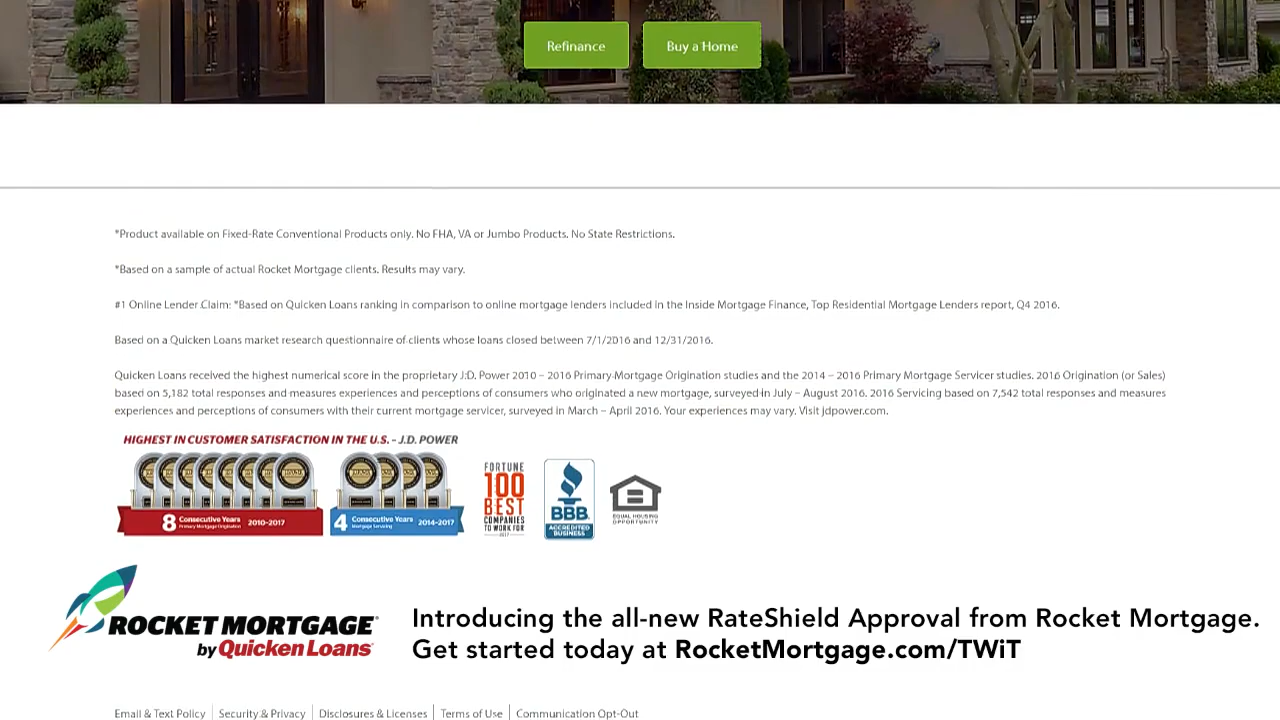 Refinance
Buy a Home
*Product available on Fixed-Rate Conventional Products only. No FHA, VA or Jumbo Products. No State Restrictions.
*Based on a sample of actual Rocket Mortgage clients. Results may vary.
#1 Online Lender Claim: *Based on Quicken Loans ranking in comparison to online mortgage lenders included in the Inside Mortgage Finance, Top Residential Mortgage Lenders report, Q4 2016.
Based on a Quicken Loans market research questionnaire of clients whose loans closed between 7/1/2016 and 12/31/2016.
Quicken Loans received the highest numerical score in the proprietary J.D. Power 2010 – 2016 Primary Mortgage Origination studies and the 2014 – 2016 Primary Mortgage Servicer studies. 2016 Origination (or Sales)
based on 5,182 total responses and measures experiences and perceptions of consumers who originated a new mortgage, surveyed in July – August 2016. 2016 Servicing based on 7,542 total responses and measures
experiences and perceptions of consumers with their current mortgage servicer, surveyed in March – April 2016. Your experiences may vary. Visit jdpower.com.
HIGHEST IN CUSTOMER SATISFACTION IN THE U.S. – J.D. POWER
8 Consecutive Years 2010-2017
Primary Mortgage Origination
4 Consecutive Years 2014-2017
Mortgage Servicing
FORTUNE
100
BEST
COMPANIES
TO WORK FOR
2017
BBB
ACCREDITED
BUSINESS
EQUAL HOUSING
OPPORTUNITY
ROCKET MORTGAGE
by Quicken Loans
Introducing the all-new RateShield Approval from Rocket Mortgage.
Get started today at RocketMortgage.com/TWiT
Email & Text Policy | Security & Privacy | Disclosures & Licenses | Terms of Use | Communication Opt-Out